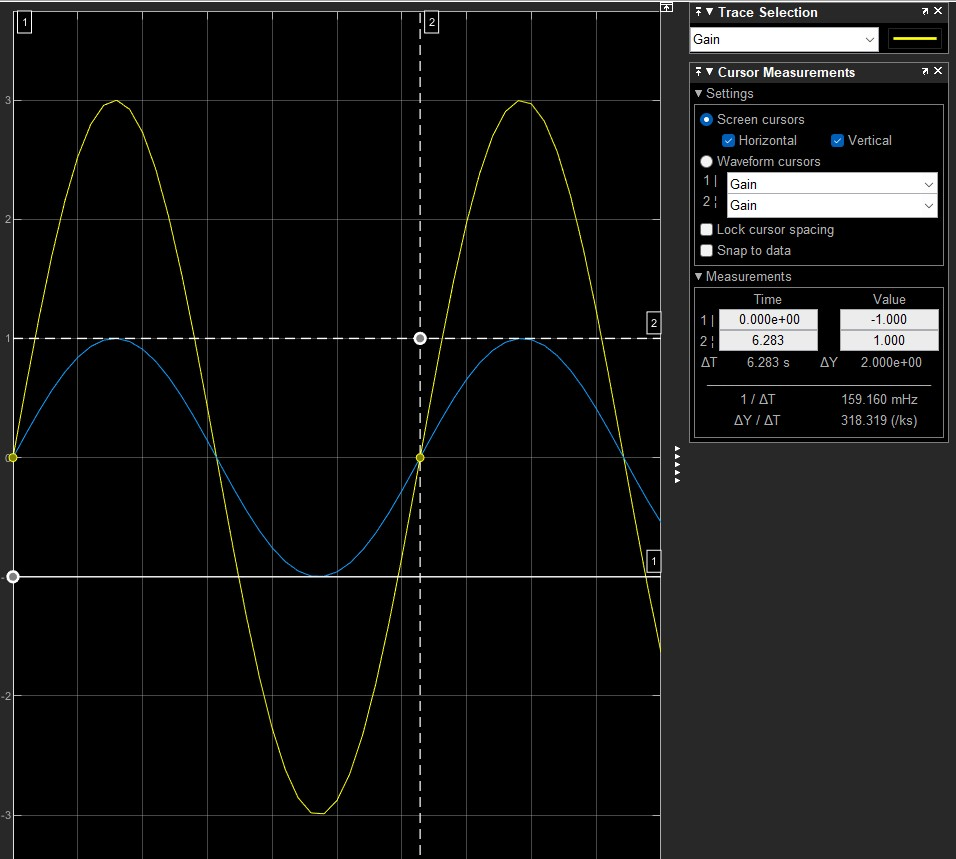 1
2
3
2
1
0
-2
-3
2
1
Trace Selection
Gain
Cursor Measurements
Settings
Screen cursors
Horizontal Vertical
Waveform cursors
1 | Gain
2 ¦ Gain
Lock cursor spacing
Snap to data
Measurements
Time Value
1 | 0.000e+00 -1.000
2 ¦ 6.283 1.000
ΔT 6.283 s ΔY 2.000e+00
1 / ΔT 159.160 mHz
ΔY / ΔT 318.319 (/ks)